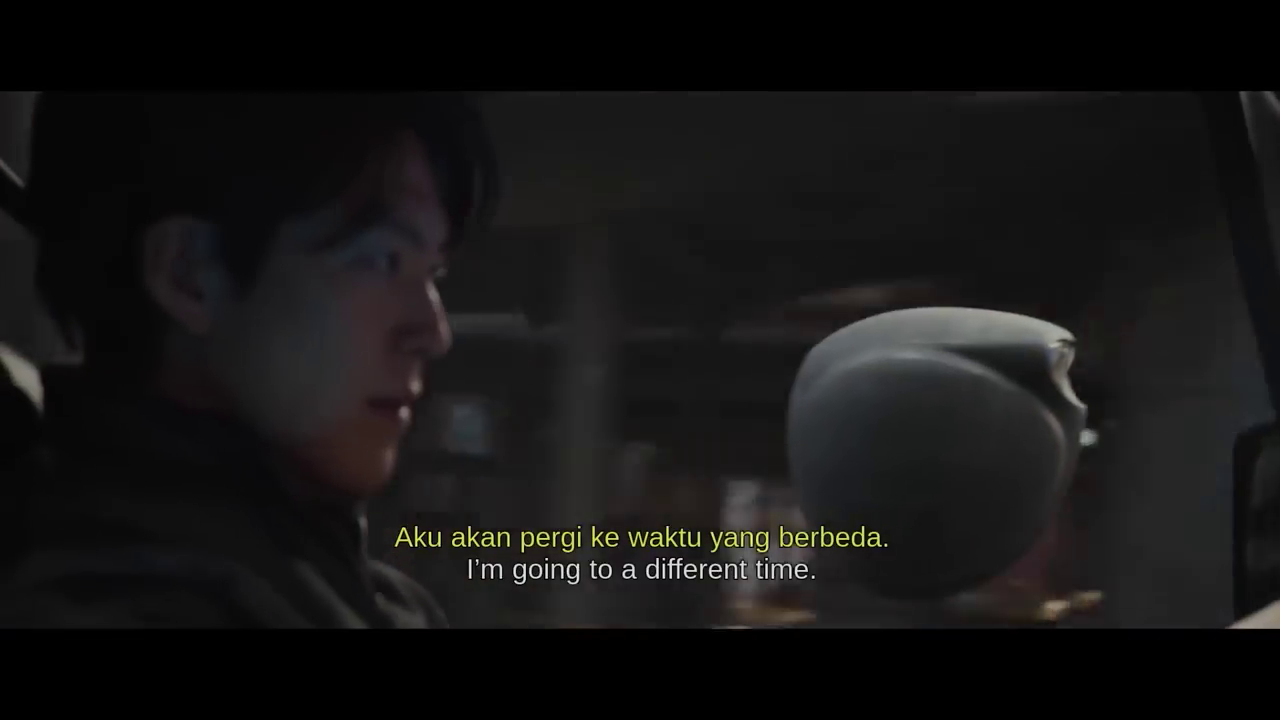 Aku akan pergi ke waktu yang berbeda.
I'm going to a different time.